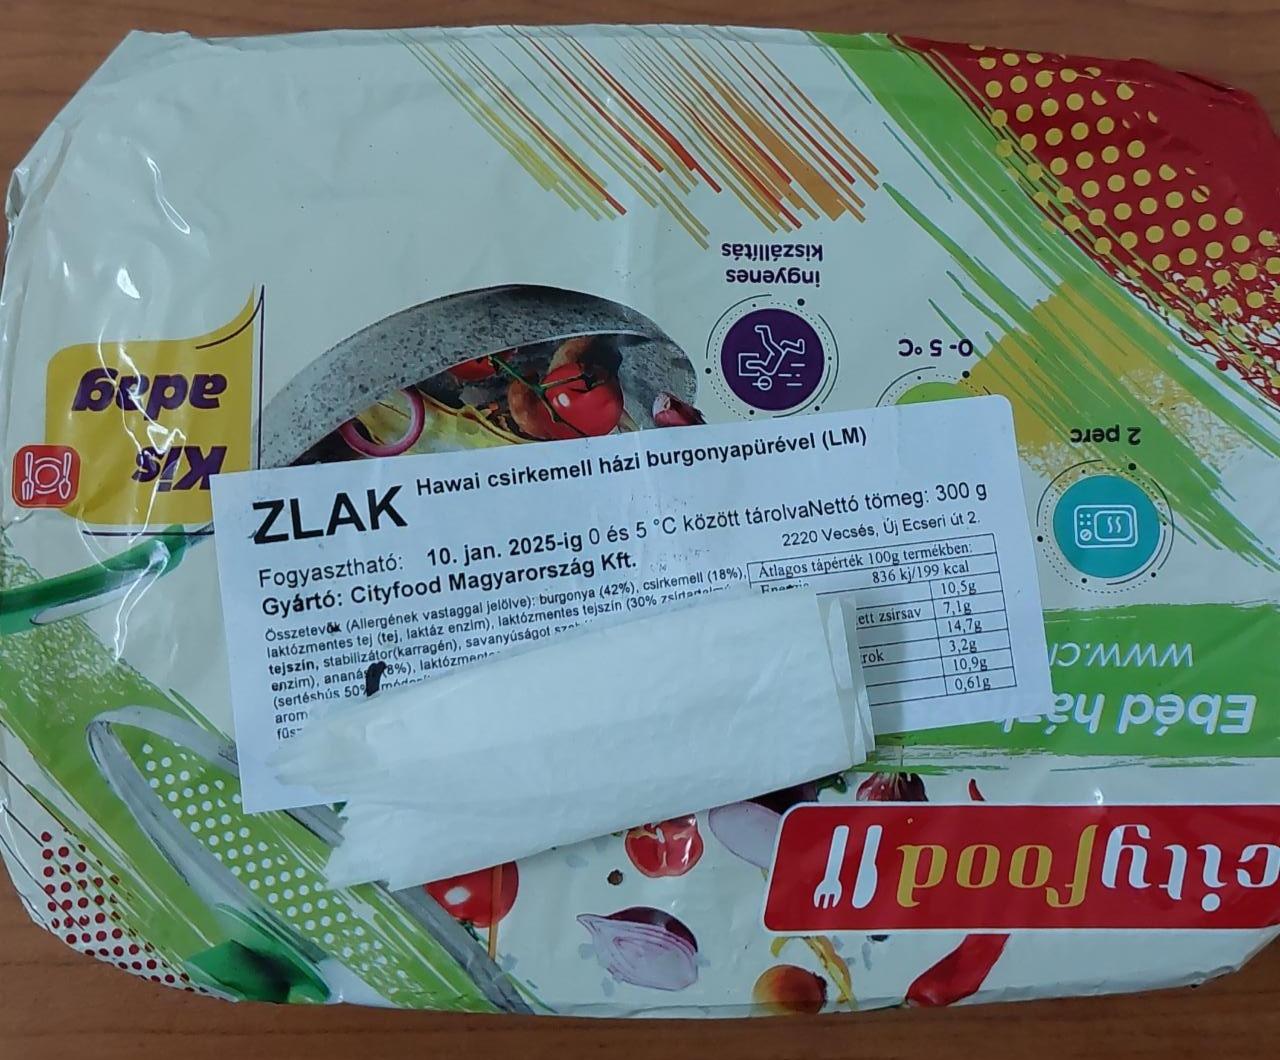 ingyenes
kiszállítás
0-5 °C
2 perc
Kis
adag
ZLAK
Hawai csirkemell házi burgonyapürével (LM)
Fogyasztható: 10. jan. 2025-ig 0 és 5 °C között tárolvaNettó tömeg: 300 g
Gyártó: Cityfood Magyarország Kft.
2220 Vecsés, Új Ecseri út 2.
Összetevők (Allergének vastaggal jelölve): burgonya (42%), csirkemell (18%),
laktózmentes tej (tej, laktáz enzim), laktózmentes tejszín (30%
tejszín, stabilizátor(karragén), savanyúságot
enzim), ananász (8%),
(sertéshús 50%
Átlagos tápérték 100g termékben:
836 kj/199 kcal
10,5g
zsírsav 7,1g
14,7g
3,2g
10,9g
0,61g
www.ci
Ebéd
cityfood